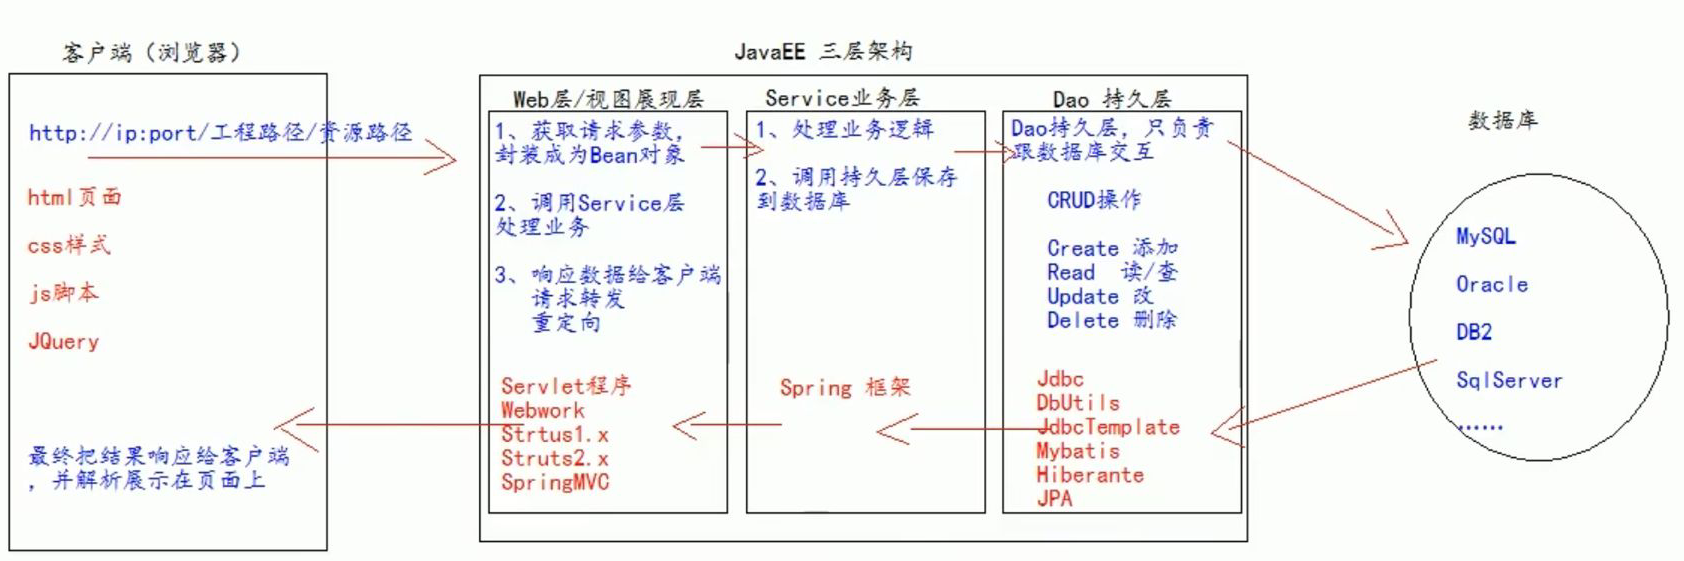 客户端（浏览器）
http://ip:port/工程路径/资源路径
html页面
css样式
js脚本
JQuery
最终把结果响应给客户端
，并解析展示在页面上
JavaEE 三层架构
Web层/视图展现层
1、获取请求参数，
封装成为Bean对象
2、调用Service层
处理业务
3、响应数据给客户端
请求转发
重定向
Servlet程序
Webwork
Strtus1.x
Struts2.x
SpringMVC
Service业务层
1、处理业务逻辑
2、调用持久层保存
到数据库
Spring 框架
Dao 持久层
Dao持久层，只负责
跟数据库交互
CRUD操作
Create 添加
Read 读/查
Update 改
Delete 删除
Jdbc
DbUtils
JdbcTemplate
Mybatis
Hiberante
JPA
数据库
MySQL
Oracle
DB2
SqlServer
......